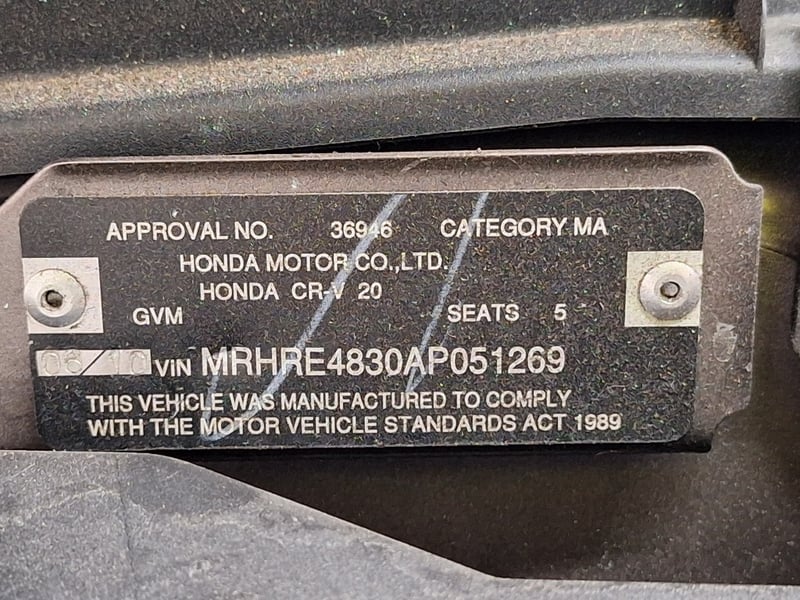 APPROVAL NO. 36946 CATEGORY MA
HONDA MOTOR CO.,LTD.
HONDA CR-V 20
GVM SEATS 5
06/10 VIN MRHRE4830AP051269
THIS VEHICLE WAS MANUFACTURED TO COMPLY
WITH THE MOTOR VEHICLE STANDARDS ACT 1989